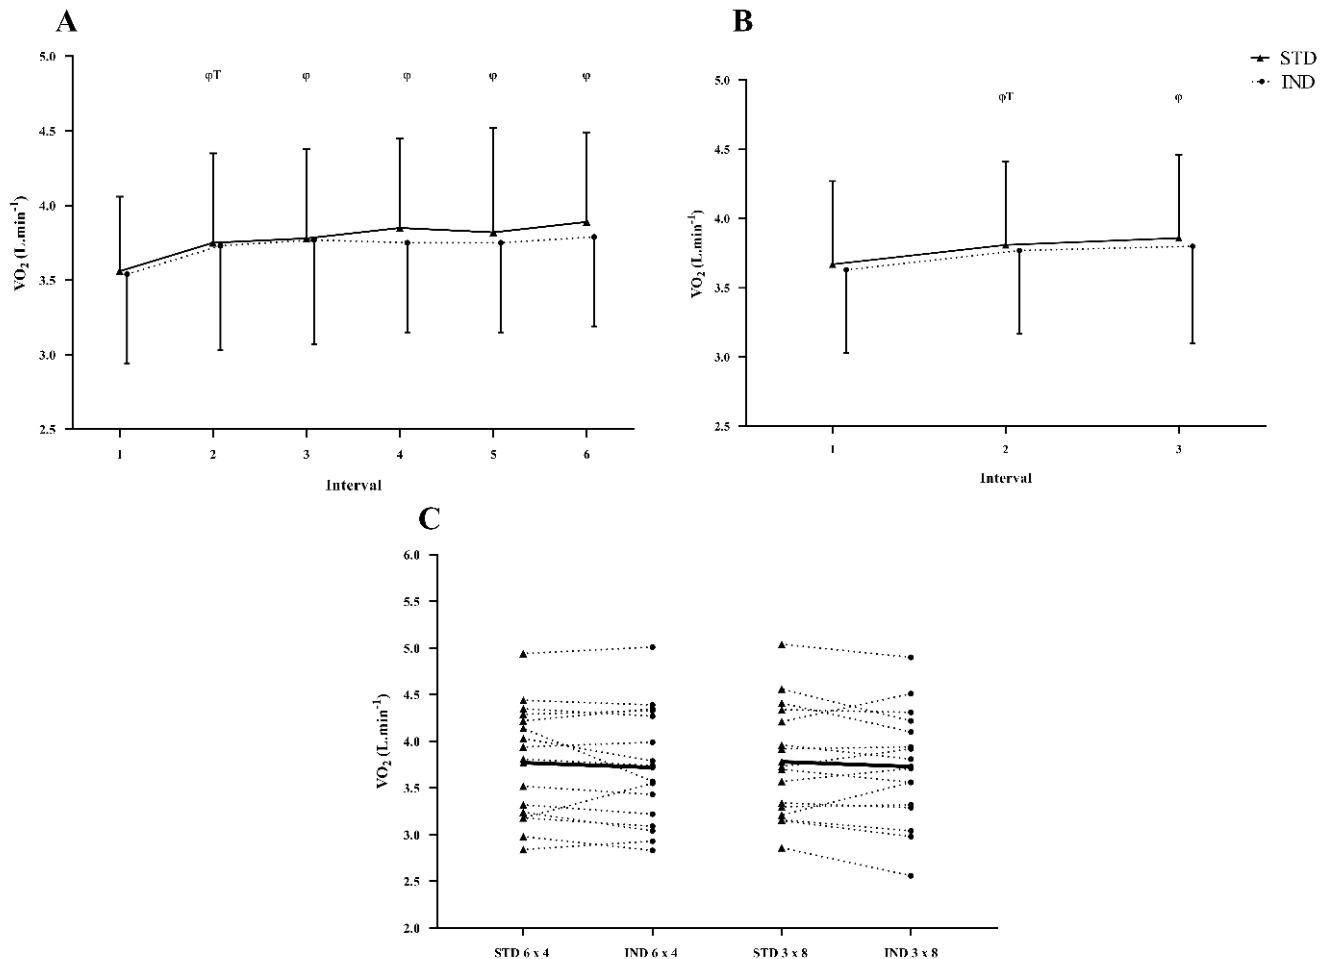 A
5.0
φT φ φ φ φ
4.5
4.0
3.5
3.0
2.5
VO₂ (L.min⁻¹)
1 2 3 4 5 6
Interval
B
STD
IND
5.0
φT φ
4.5
4.0
3.5
3.0
2.5
VO₂ (L.min⁻¹)
1 2 3
Interval
C
6.0
5.5
5.0
4.5
4.0
3.5
3.0
2.5
2.0
VO₂ (L.min⁻¹)
STD 6 x 4 IND 6 x 4 STD 3 x 8 IND 3 x 8